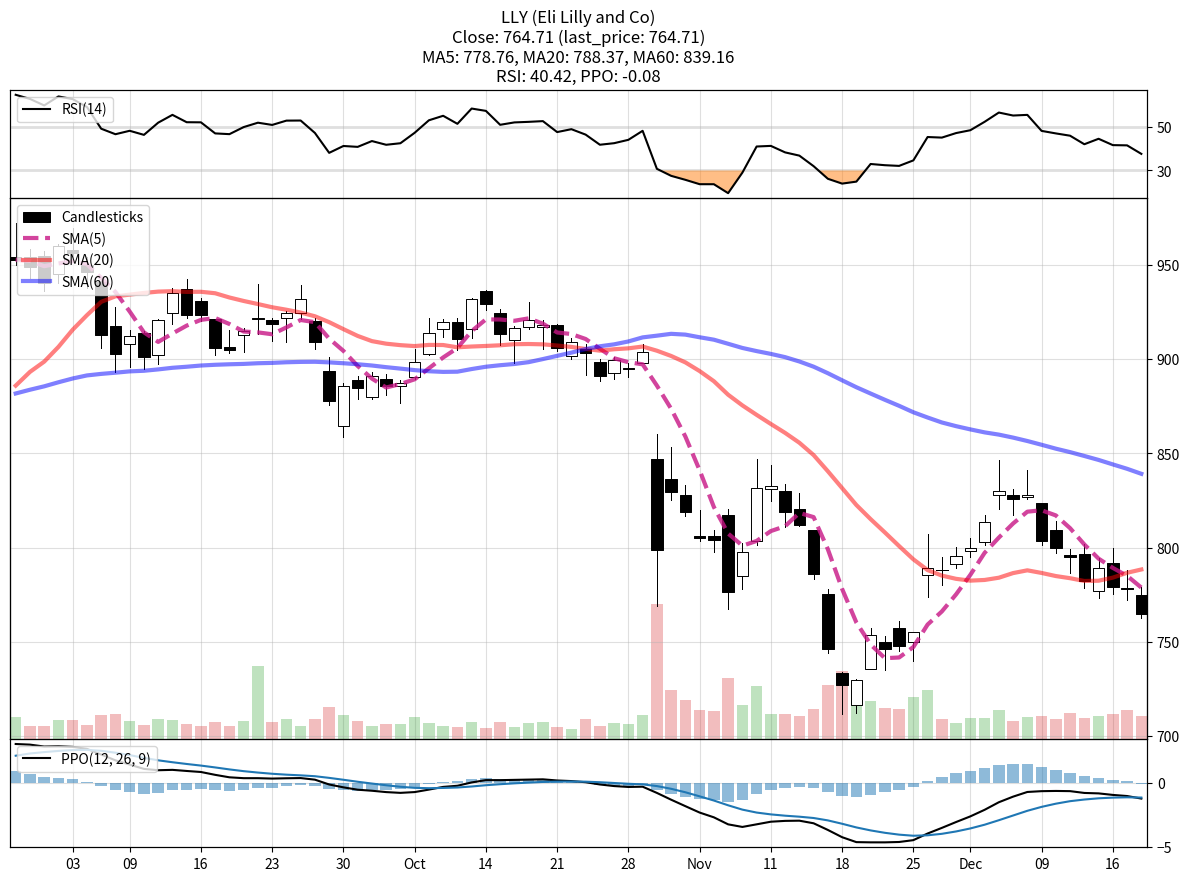 LLY (Eli Lilly and Co)
Close: 764.71 (last_price: 764.71)
MA5: 778.76, MA20: 788.37, MA60: 839.16
RSI: 40.42, PPO: -0.08
RSI(14)
50
30
Candlesticks
SMA(5)
SMA(20)
SMA(60)
950
900
850
800
750
700
PPO(12, 26, 9)
0
−5
03 09 16 23 30 Oct 14 21 28 Nov 11 18 25 Dec 09 16